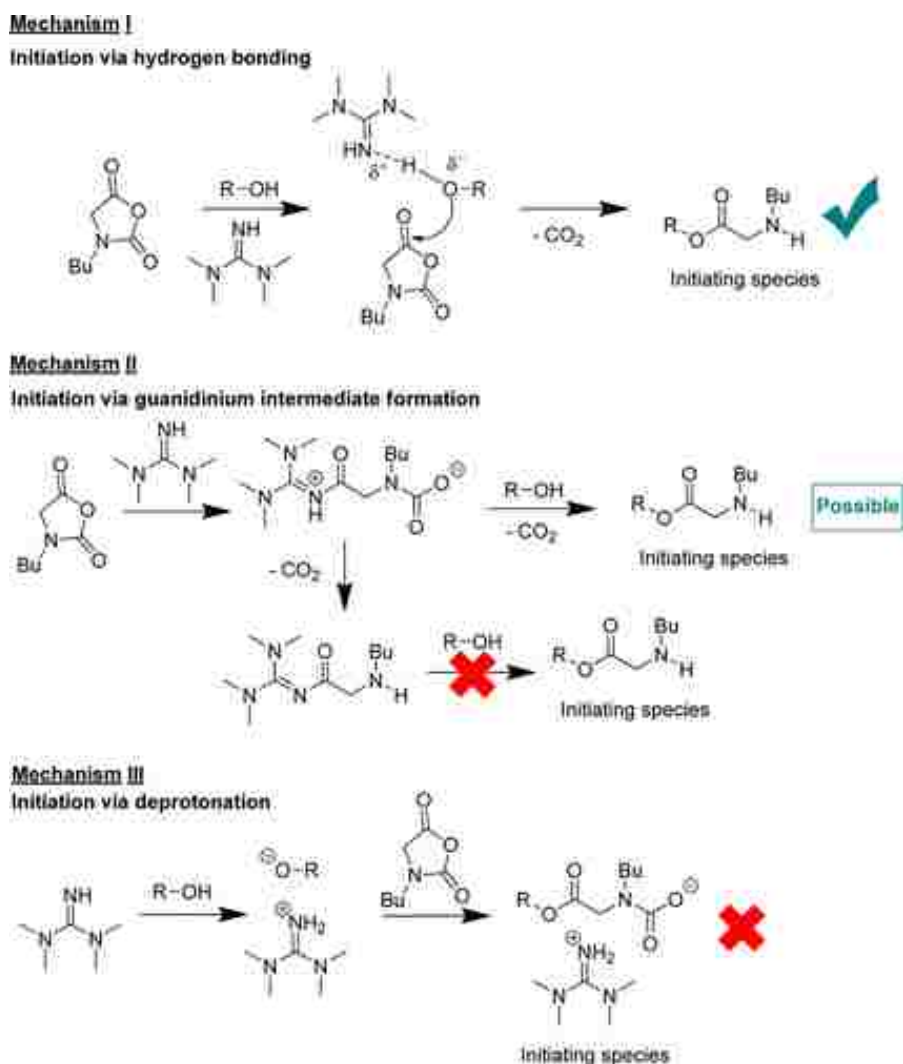 Mechanism I
Initiation via hydrogen bonding
N N
HN
δ+
H
δ-
O-R
O
O
N
O
Bu
R-OH
NH
N N
O
O
N
O
Bu
- CO2
O
R
O
Bu
N
H
Initiating species
Mechanism II
Initiation via guanidinium intermediate formation
O
O
N
O
Bu
NH
N N
N
N
N
H
O
Bu
N
O
O
R-OH
-CO2
O
R
O
Bu
N
H
Initiating species
Possible
- CO2
N
N
N
O
Bu
N
H
R-OH
O
R
O
Bu
N
H
Initiating species
Mechanism III
Initiation via deprotonation
NH
N N
R-OH
O-R
NH2
N N
O
O
N
O
Bu
O
R
O
Bu
N
O
O
NH2
N N
Initiating species